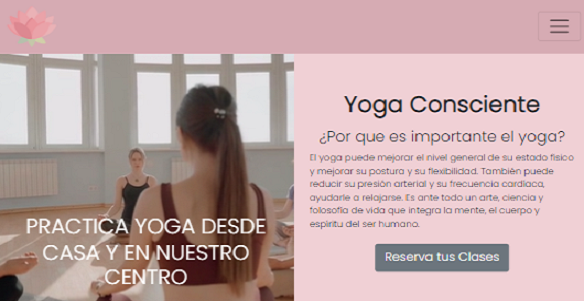 PRACTICA YOGA DESDE
CASA Y EN NUESTRO
CENTRO
Yoga Consciente
¿Por que es importante el yoga?
El yoga puede mejorar el nivel general de su estado físico
y mejorar su postura y su flexibilidad. También puede
reducir su presión arterial y su frecuencia cardíaca,
ayudarle a relajarse. Es ante todo un arte, ciencia y
filosofía de vida que integra la mente, el cuerpo y
espíritu del ser humano.
Reserva tus Clases